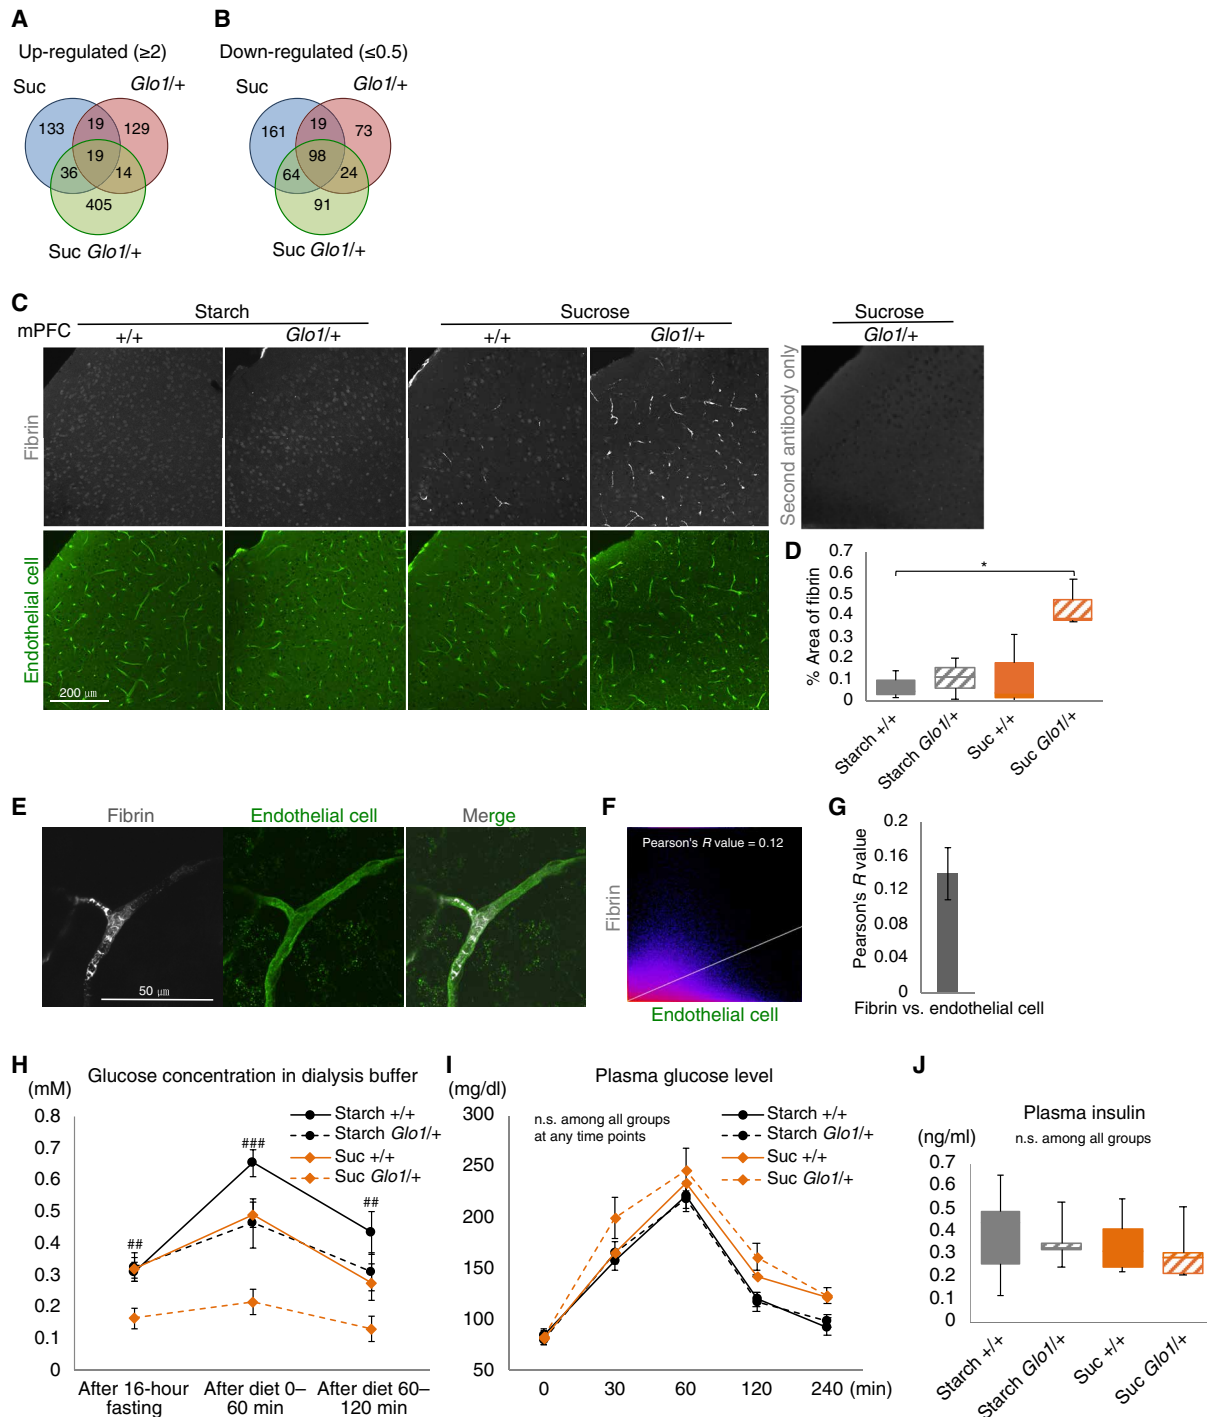 A
Up-regulated (≥2)
Suc
Glo1/+
133
19
129
19
36
14
405
Suc Glo1/+
B
Down-regulated (≤0.5)
Suc
Glo1/+
161
19
73
98
64
24
91
Suc Glo1/+
C
mPFC
Starch
Sucrose
Sucrose
+/+
Glo1/+
+/+
Glo1/+
Glo1/+
Fibrin
Second antibody only
Endothelial cell
200 μm
D
% Area of fibrin
0.7
0.6
0.5
0.4
0.3
0.2
0.1
0
*
Starch +/+
Starch Glo1/+
Suc +/+
Suc Glo1/+
E
Fibrin
Endothelial cell
Merge
50 μm
F
Pearson's R value = 0.12
Fibrin
Endothelial cell
G
Pearson's R value
0.2
0.16
0.12
0.08
0.04
0
Fibrin vs. endothelial cell
H
(mM)
Glucose concentration in dialysis buffer
0.8
0.7
0.6
0.5
0.4
0.3
0.2
0.1
0
Starch +/+
Starch Glo1/+
Suc +/+
Suc Glo1/+
##
###
##
After 16-hour
fasting
After diet 0–
60 min
After diet 60–
120 min
I
(mg/dl)
Plasma glucose level
n.s. among all groups
at any time points
300
250
200
150
100
50
Starch +/+
Starch Glo1/+
Suc +/+
Suc Glo1/+
0
30
60
120
240 (min)
J
Plasma insulin
(ng/ml)
n.s. among all groups
0.7
0.6
0.5
0.4
0.3
0.2
0.1
0
Starch +/+
Starch Glo1/+
Suc +/+
Suc Glo1/+